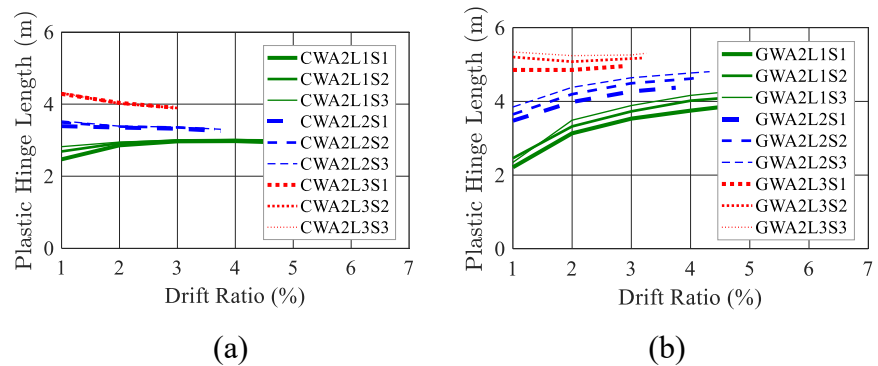 Plastic Hinge Length (m)
6
4
2
0
1 2 3 4 5 6 7
Drift Ratio (%)
CWA2L1S1
CWA2L1S2
CWA2L1S3
CWA2L2S1
CWA2L2S2
CWA2L2S3
CWA2L3S1
CWA2L3S2
CWA2L3S3
(a)
Plastic Hinge Length (m)
6
4
2
0
1 2 3 4 5 6 7
Drift Ratio (%)
GWA2L1S1
GWA2L1S2
GWA2L1S3
GWA2L2S1
GWA2L2S2
GWA2L2S3
GWA2L3S1
GWA2L3S2
GWA2L3S3
(b)